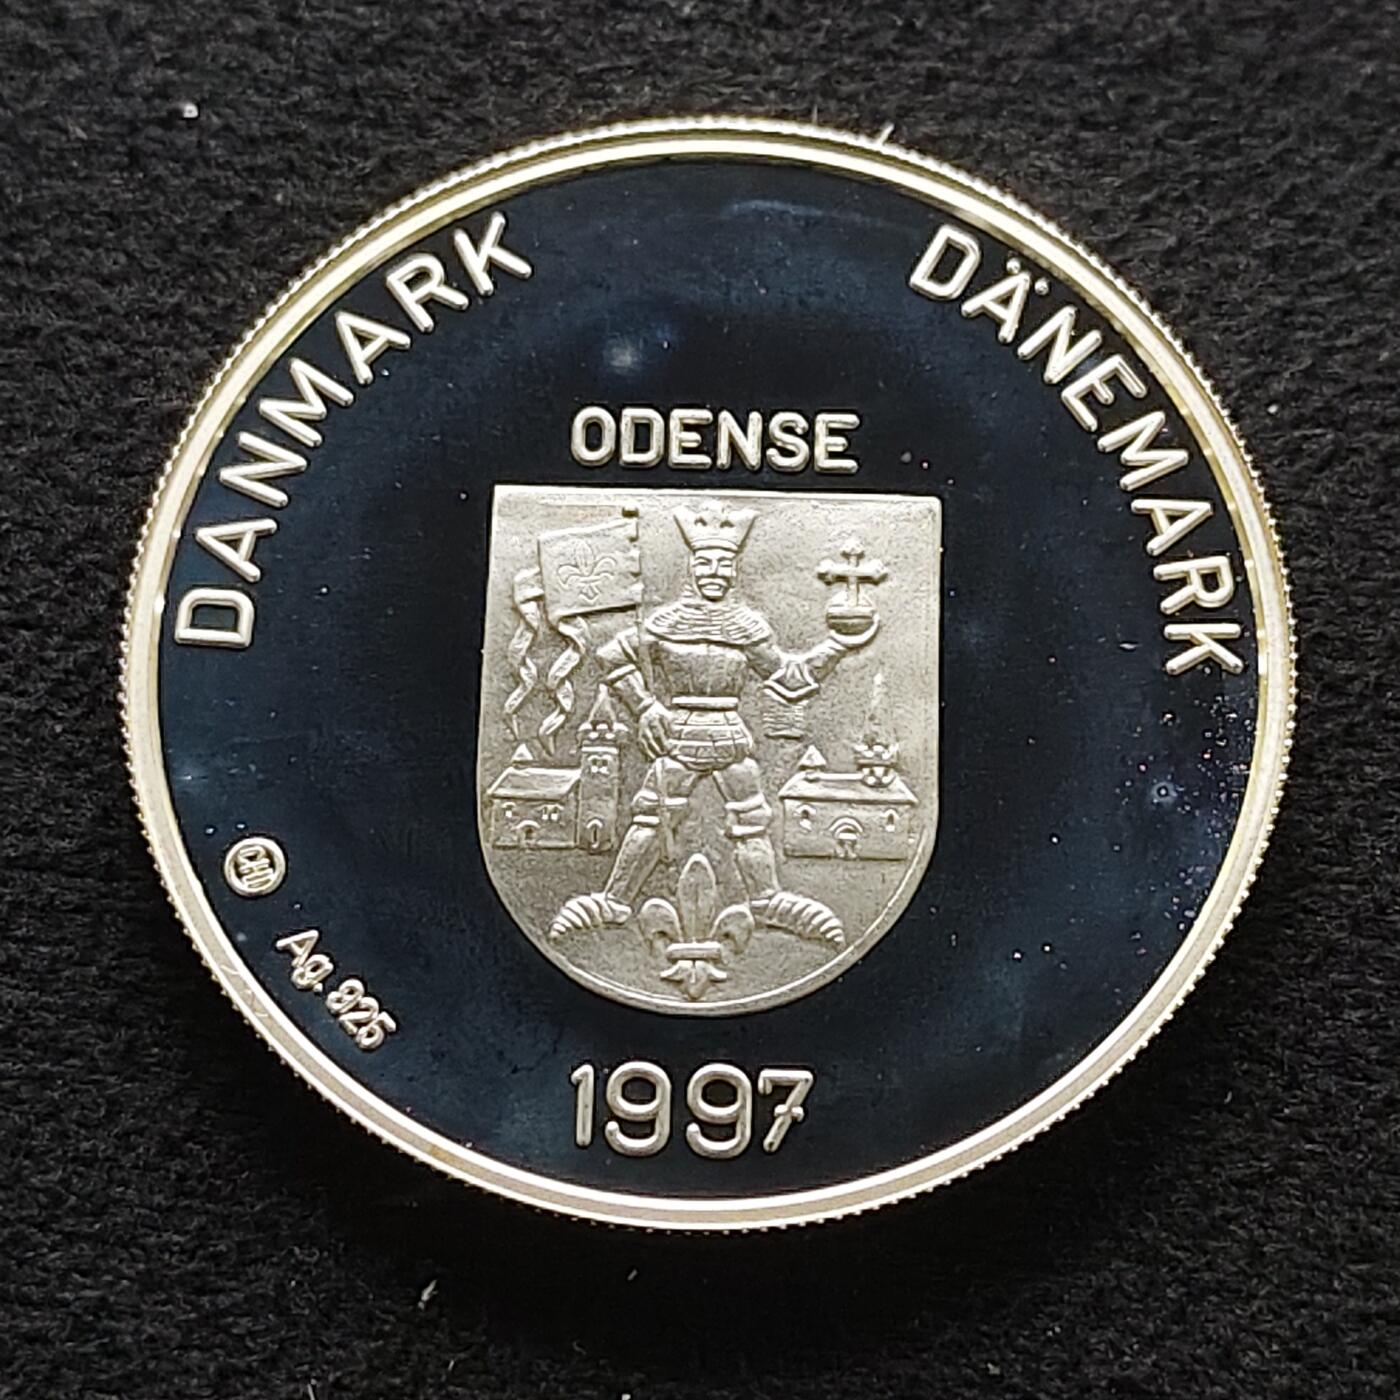 DANMARK
DÄNEMARK
ODENSE
Ag. 925
1997